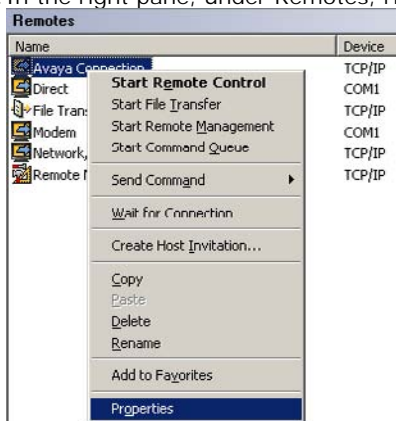 In the right pane, under Remotes,
Remotes
Name Device
Avaya Connection TCP/IP
Direct COM1
File Trans TCP/IP
Modem COM1
Network, TCP/IP
Remote TCP/IP
Start Remote Control
Start File Transfer
Start Remote Management
Start Command Queue
Send Command
Wait for Connection
Create Host Invitation...
Copy
Paste
Delete
Rename
Add to Favorites
Properties